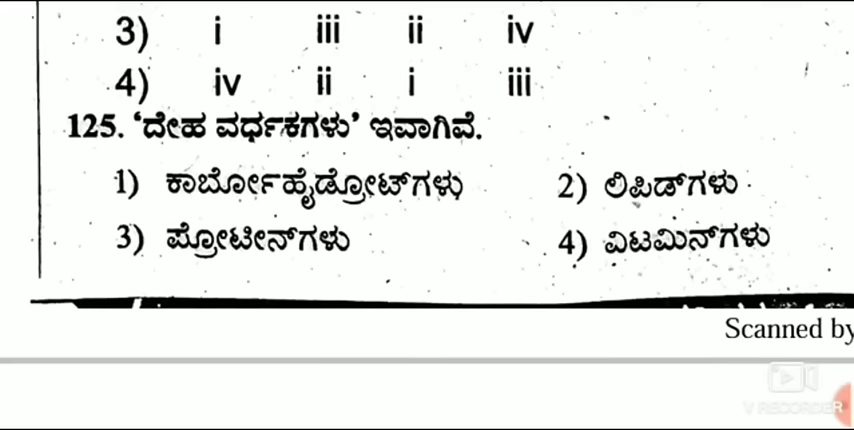 3) i iii ii iv
4) iv ii i iii
125. ‘ದೇಹ ವರ್ಧಕಗಳು’ ಇವಾಗಿವೆ.
1) ಕಾರ್ಬೋಹೈಡ್ರೋಟ್‌ಗಳು 2) ಲಿಪಿಡ್‌ಗಳು
3) ಪ್ರೋಟೀನ್‌ಗಳು 4) ವಿಟಮಿನ್‌ಗಳು
Scanned by
V RECORDER